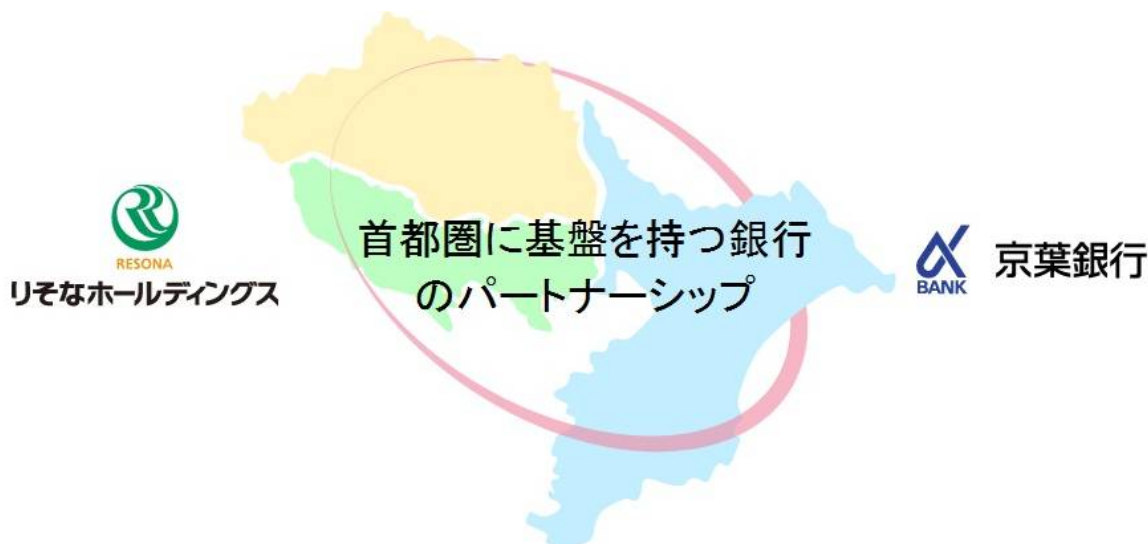 首都圏に基盤を持つ銀行
のパートナーシップ
RESONA
りそなホールディングス
α
BANK
京葉銀行